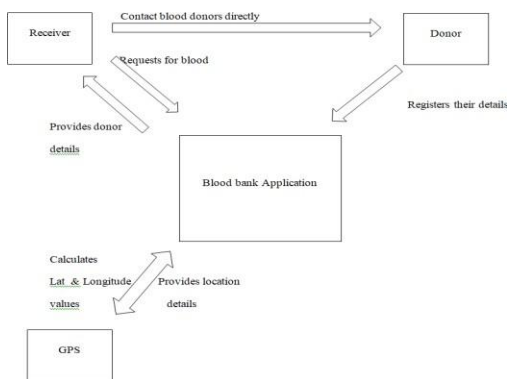 Contact blood donors directly
Receiver
Donor
Requests for blood
Registers their details
Provides donor
details
Blood bank Application
Calculates
Lat & Longitude
values
Provides location
details
GPS